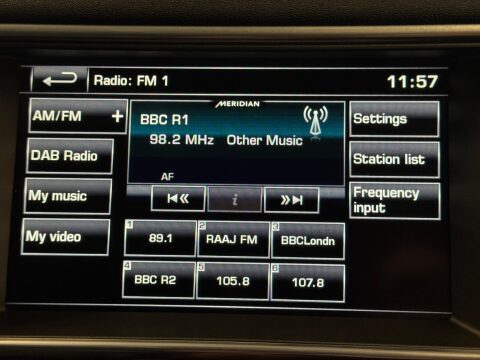 Radio: FM 1
11:57
AM/FM +
MERIDIAN
BBC R1
98.2 MHz Other Music
AF
Settings
DAB Radio
Station list
My music
i
Frequency
input
My video
1 89.1
2 RAAJ FM
3 BBCLondn
4 BBC R2
5 105.8
6 107.8